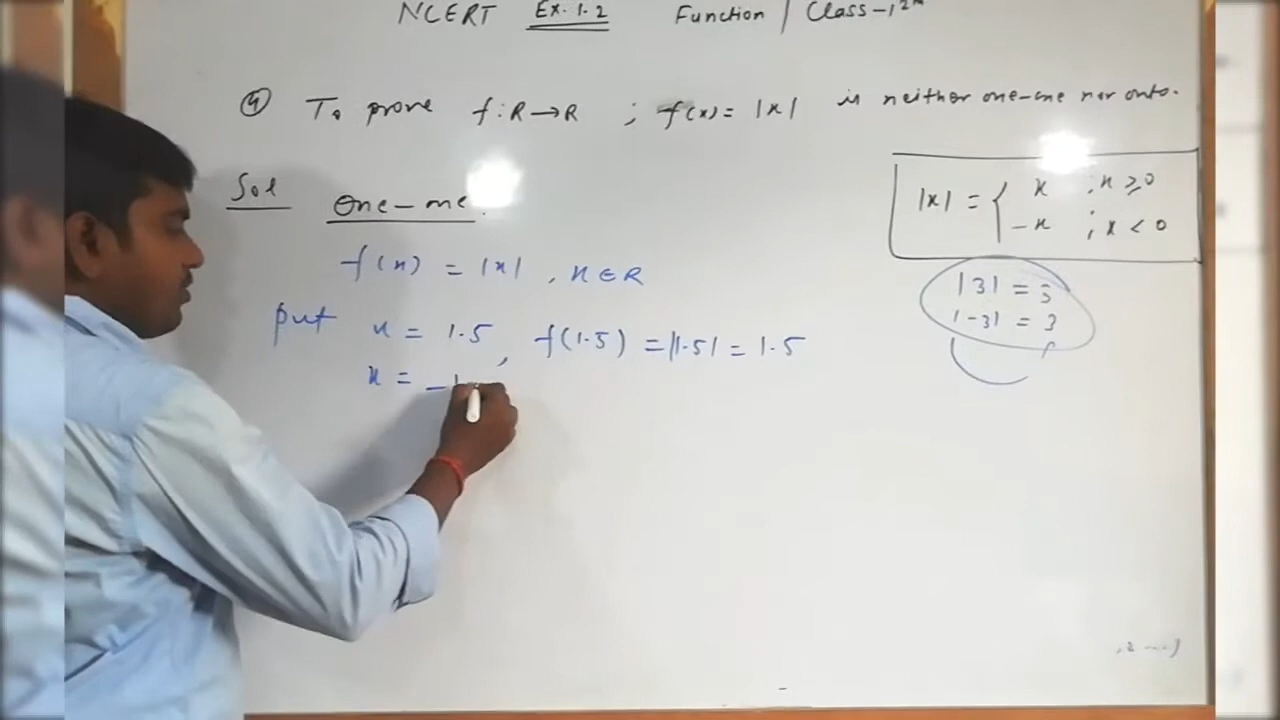 NCERT Ex. 1.2 Function / Class-12th
④ To prove f:R→R ; f(x)= |x| is neither one-one nor onto.
Sol One-one.
|x| = { x ; x ≥ 0
-x ; x < 0
f(x) = |x| , x∈R
|3| = 3
|-3| = 3
put x = 1.5 , f(1.5) = |1.5| = 1.5
x = -1